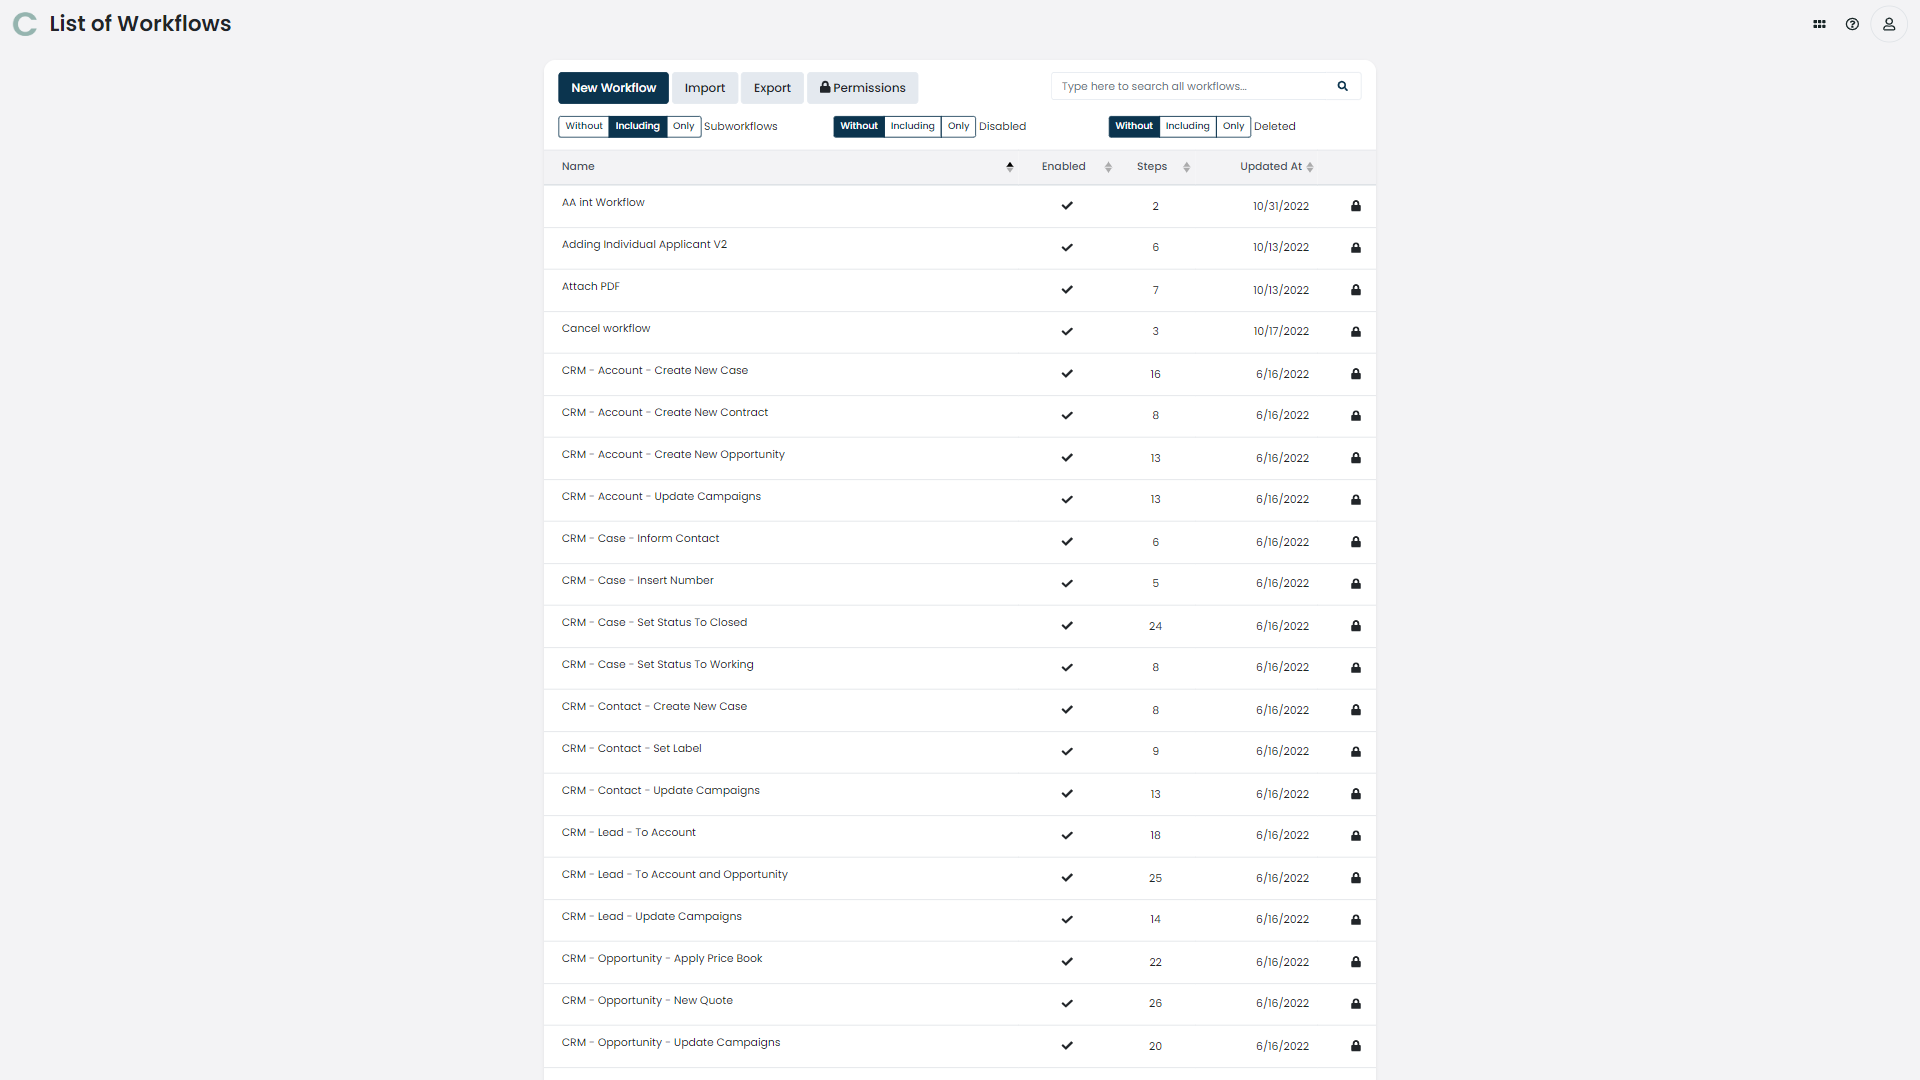 List of Workflows
New Workflow Import Export Permissions Type here to search all workflows...
Without Including Only Subworkflows Without Including Only Disabled Without Including Only Deleted
Name Enabled Steps Updated At
AA int Workflow 2 10/31/2022
Adding Individual Applicant V2 6 10/13/2022
Attach PDF 7 10/13/2022
Cancel workflow 3 10/17/2022
CRM - Account - Create New Case 16 6/16/2022
CRM - Account - Create New Contract 8 6/16/2022
CRM - Account - Create New Opportunity 13 6/16/2022
CRM - Account - Update Campaigns 13 6/16/2022
CRM - Case - Inform Contact 6 6/16/2022
CRM - Case - Insert Number 5 6/16/2022
CRM - Case - Set Status To Closed 24 6/16/2022
CRM - Case - Set Status To Working 8 6/16/2022
CRM - Contact - Create New Case 8 6/16/2022
CRM - Contact - Set Label 9 6/16/2022
CRM - Contact - Update Campaigns 13 6/16/2022
CRM - Lead - To Account 18 6/16/2022
CRM - Lead - To Account and Opportunity 25 6/16/2022
CRM - Lead - Update Campaigns 14 6/16/2022
CRM - Opportunity - Apply Price Book 22 6/16/2022
CRM - Opportunity - New Quote 26 6/16/2022
CRM - Opportunity - Update Campaigns 20 6/16/2022